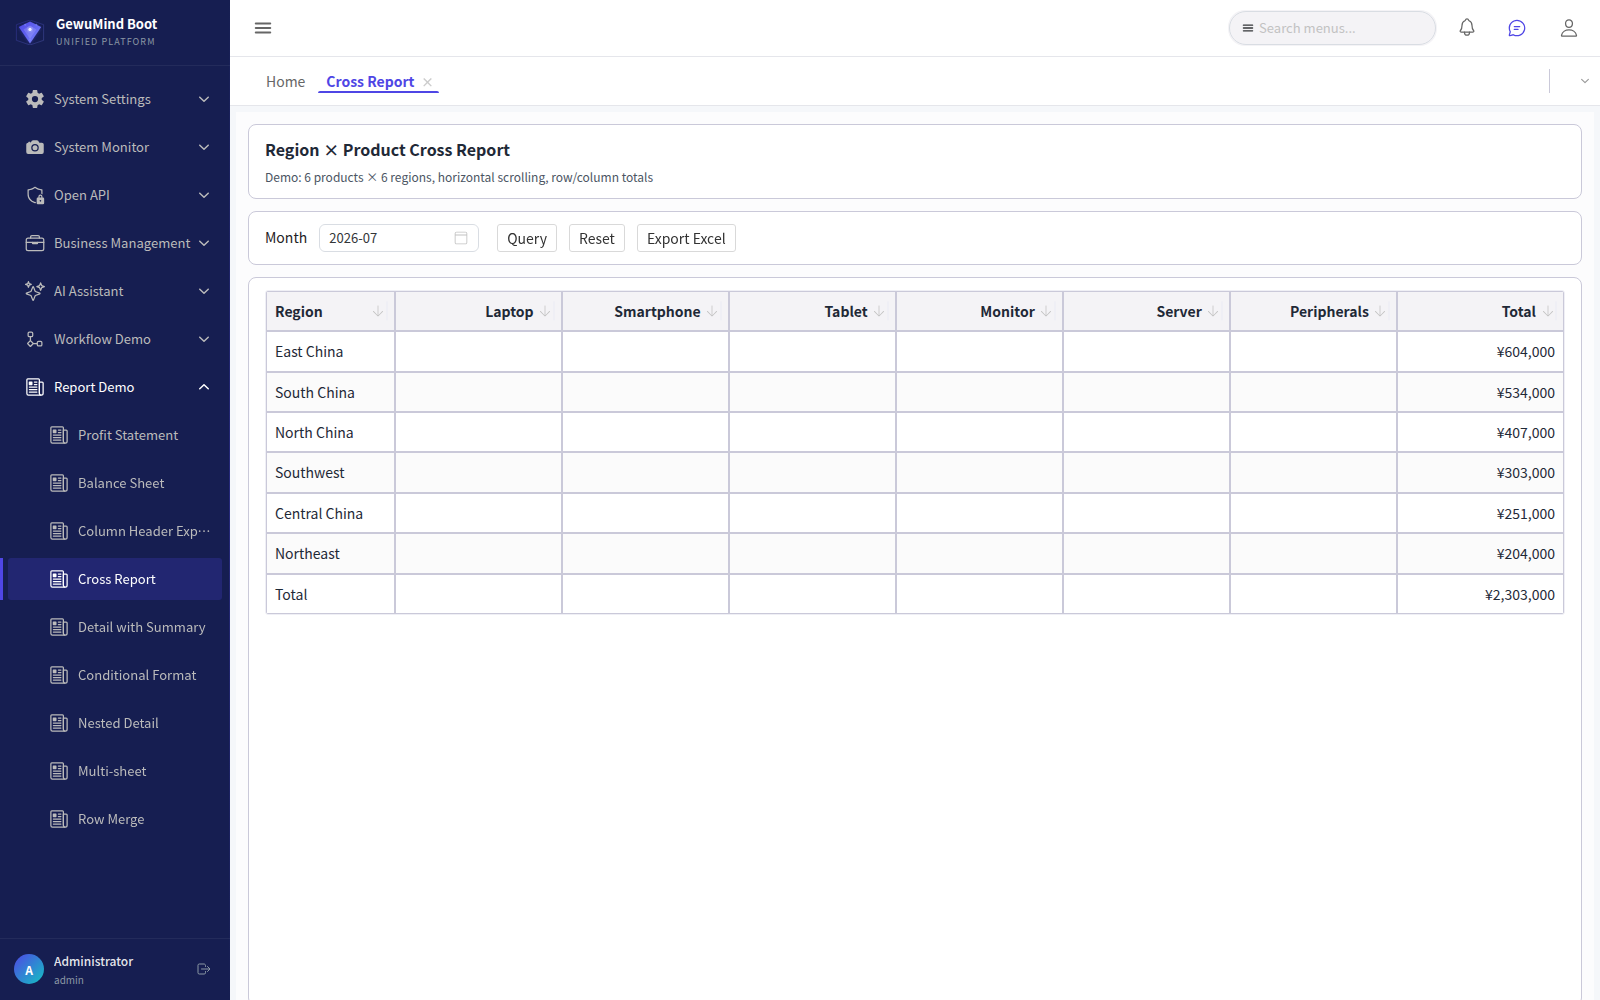 GewuMind Boot
UNIFIED PLATFORM
Search menus...
System Settings
System Monitor
Open API
Business Management
AI Assistant
Workflow Demo
Report Demo
Profit Statement
Balance Sheet
Column Header Exp···
Cross Report
Detail with Summary
Conditional Format
Nested Detail
Multi-sheet
Row Merge
A
Administrator
admin
Home Cross Report
Region × Product Cross Report
Demo: 6 products × 6 regions, horizontal scrolling, row/column totals
Month 2026-07 Query Reset Export Excel
Region Laptop Smartphone Tablet Monitor Server Peripherals Total
East China ¥604,000
South China ¥534,000
North China ¥407,000
Southwest ¥303,000
Central China ¥251,000
Northeast ¥204,000
Total ¥2,303,000